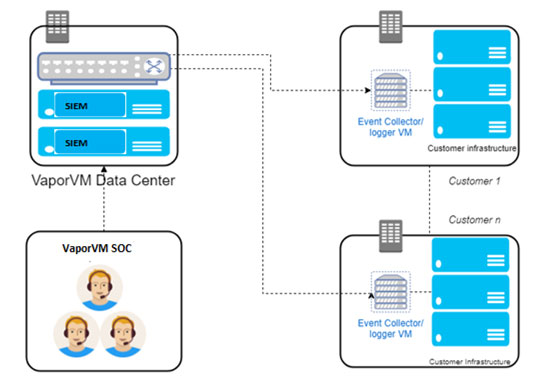 SIEM
SIEM
VaporVM Data Center
VaporVM SOC
Event Collector/
logger VM
Customer infrastructure
Customer 1
Customer n
Event Collector/
logger VM
Customer Infrastructure